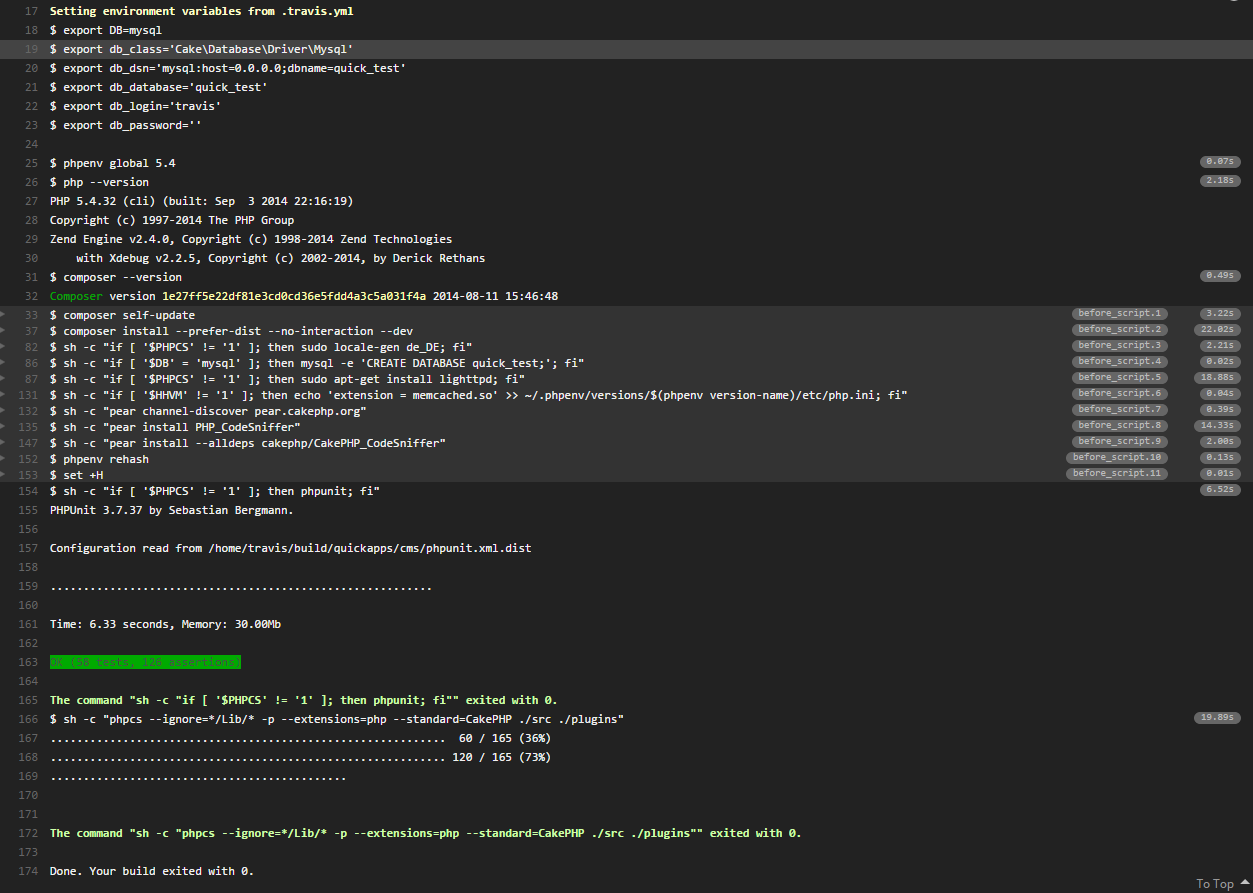 17 Setting environment variables from .travis.yml
18 $ export DB=mysql
19 $ export db_class='Cake\Database\Driver\Mysql'
20 $ export db_dsn='mysql:host=0.0.0.0;dbname=quick_test'
21 $ export db_database='quick_test'
22 $ export db_login='travis'
23 $ export db_password=''
24
25 $ phpenv global 5.4 0.07s
26 $ php --version 2.18s
27 PHP 5.4.32 (cli) (built: Sep  3 2014 22:16:19)
28 Copyright (c) 1997-2014 The PHP Group
29 Zend Engine v2.4.0, Copyright (c) 1998-2014 Zend Technologies
30     with Xdebug v2.2.5, Copyright (c) 2002-2014, by Derick Rethans
31 $ composer --version 0.49s
32 Composer version 1e27ff5e22df81e3cd0cd36e5fdd4a3c5a031f4a 2014-08-11 15:46:48
33 $ composer self-update before_script.1 3.22s
37 $ composer install --prefer-dist --no-interaction --dev before_script.2 22.02s
82 $ sh -c "if [ '$PHPCS' != '1' ]; then sudo locale-gen de_DE; fi" before_script.3 2.21s
86 $ sh -c "if [ '$DB' = 'mysql' ]; then mysql -e 'CREATE DATABASE quick_test;'; fi" before_script.4 0.02s
87 $ sh -c "if [ '$PHPCS' != '1' ]; then sudo apt-get install lighttpd; fi" before_script.5 18.88s
131 $ sh -c "if [ '$HHVM' != '1' ]; then echo 'extension = memcached.so' >> ~/.phpenv/versions/$(phpenv version-name)/etc/php.ini; fi" before_script.6 0.04s
132 $ sh -c "pear channel-discover pear.cakephp.org" before_script.7 0.39s
135 $ sh -c "pear install PHP_CodeSniffer" before_script.8 14.33s
147 $ sh -c "pear install --alldeps cakephp/CakePHP_CodeSniffer" before_script.9 2.00s
152 $ phpenv rehash before_script.10 0.13s
153 $ set +H before_script.11 0.01s
154 $ sh -c "if [ '$PHPCS' != '1' ]; then phpunit; fi" 6.52s
155 PHPUnit 3.7.37 by Sebastian Bergmann.
156
157 Configuration read from /home/travis/build/quickapps/cms/phpunit.xml.dist
158
159 ..........................................................
160
161 Time: 6.33 seconds, Memory: 30.00Mb
162
163 OK (58 tests, 126 assertions)
164
165 The command "sh -c "if [ '$PHPCS' != '1' ]; then phpunit; fi"" exited with 0.
166 $ sh -c "phpcs --ignore=*/Lib/* -p --extensions=php --standard=CakePHP ./src ./plugins" 19.89s
167 ............................................................  60 / 165 (36%)
168 ............................................................ 120 / 165 (73%)
169 .............................................
170
171
172 The command "sh -c "phpcs --ignore=*/Lib/* -p --extensions=php --standard=CakePHP ./src ./plugins"" exited with 0.
173
174 Done. Your build exited with 0.
To Top